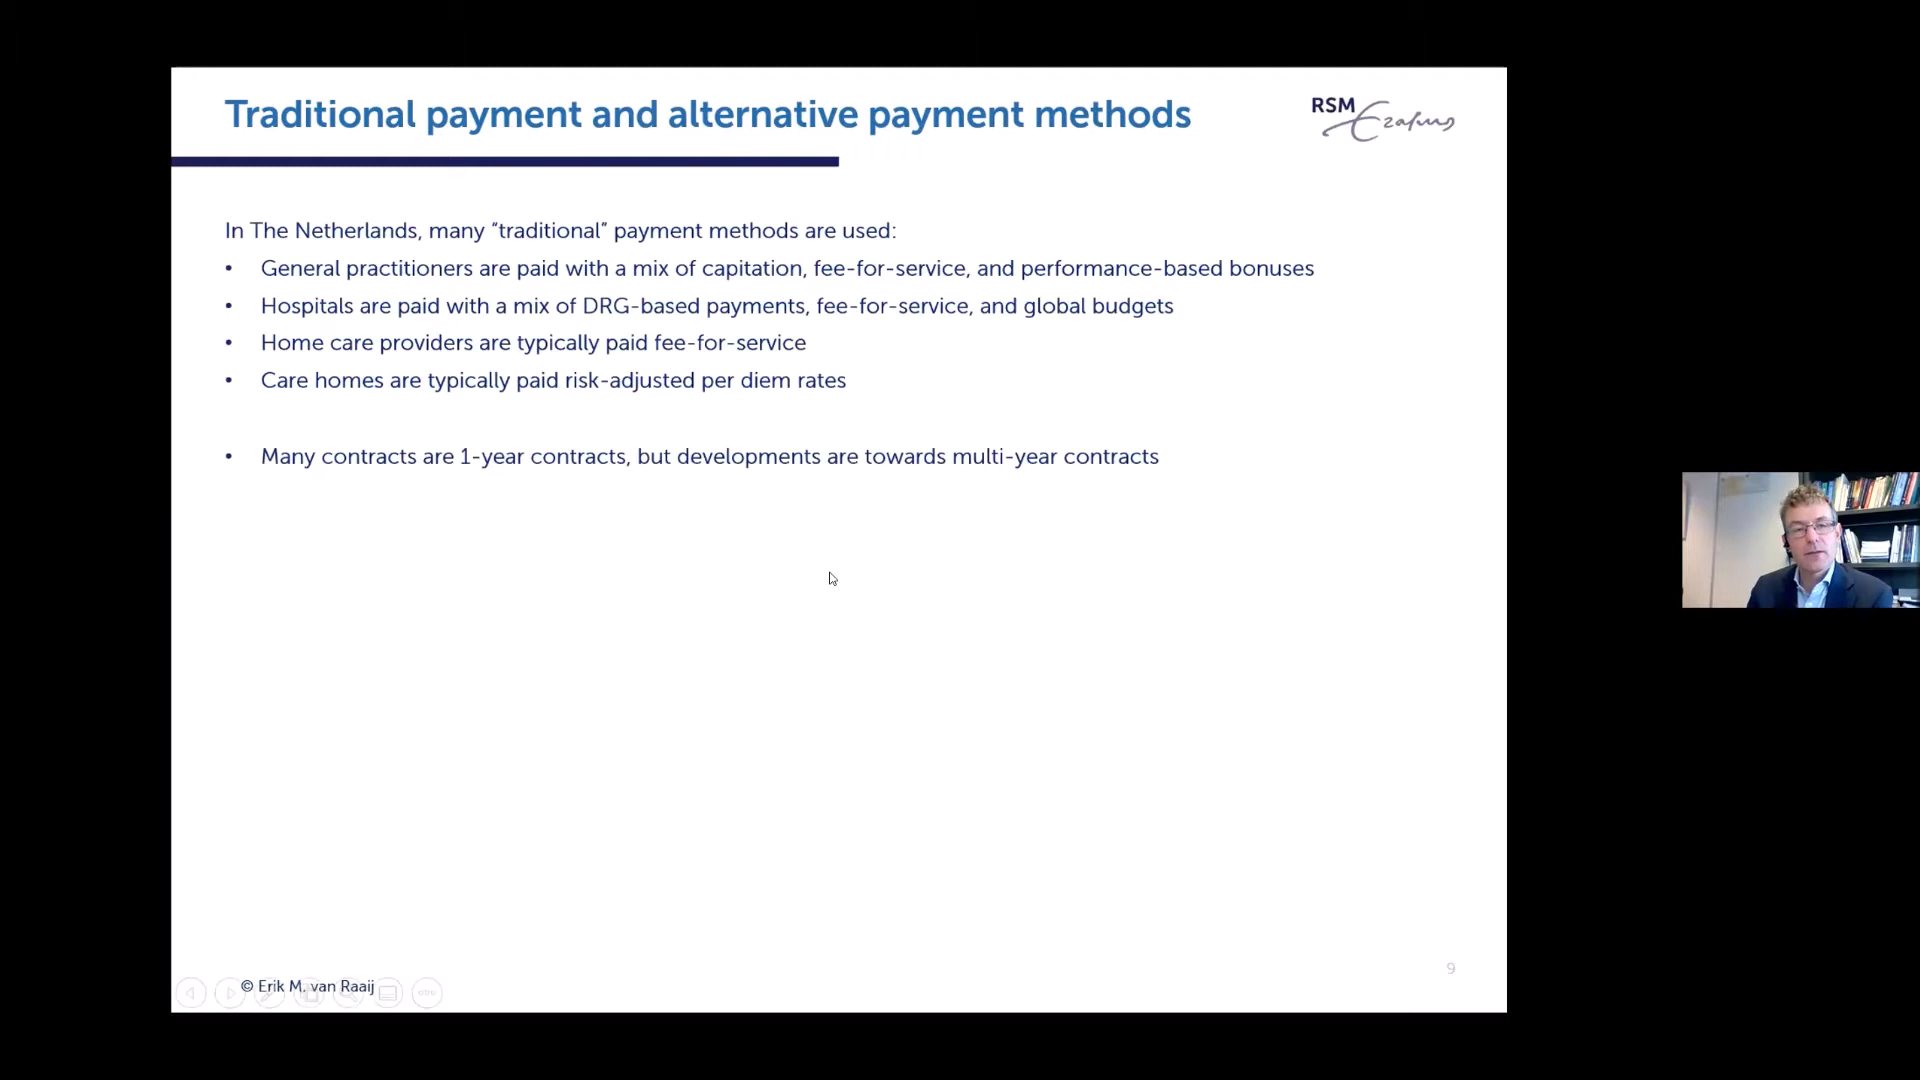 Traditional payment and alternative payment methods
RSM
Erasmus
In The Netherlands, many “traditional” payment methods are used:
• General practitioners are paid with a mix of capitation, fee-for-service, and performance-based bonuses
• Hospitals are paid with a mix of DRG-based payments, fee-for-service, and global budgets
• Home care providers are typically paid fee-for-service
• Care homes are typically paid risk-adjusted per diem rates
• Many contracts are 1-year contracts, but developments are towards multi-year contracts
9
© Erik M. van Raaij